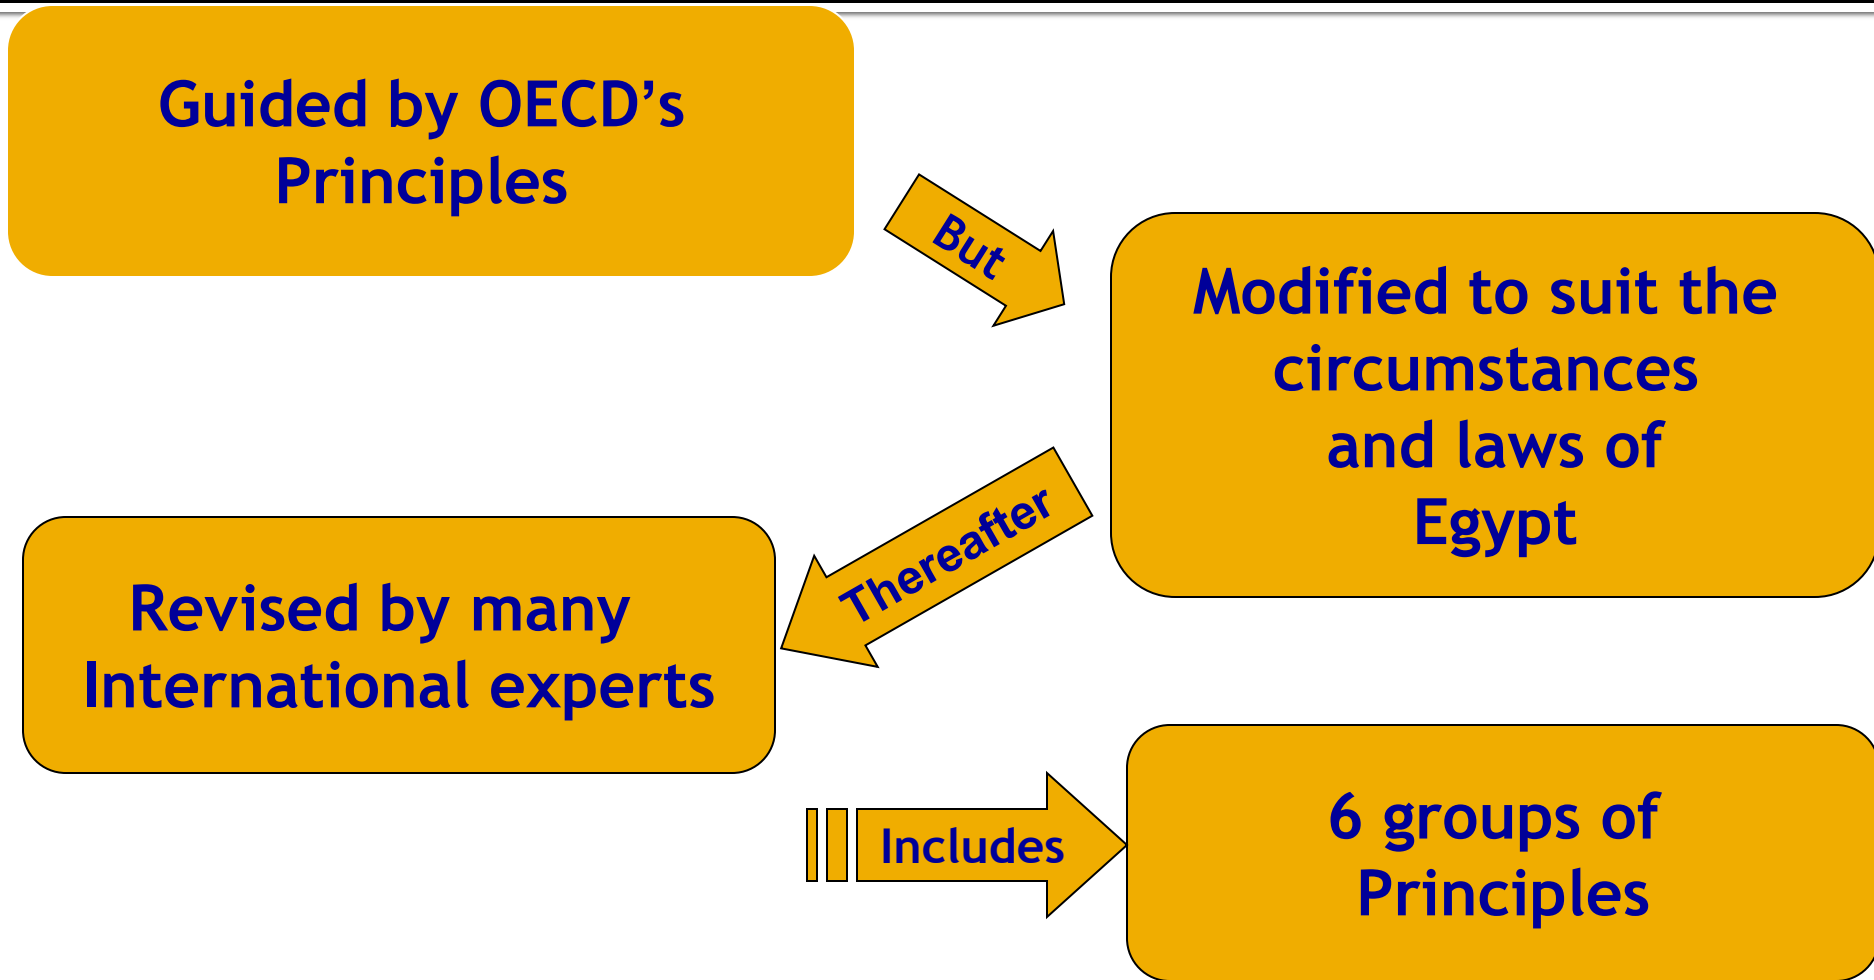 Guided by OECD’s
Principles
But
Modified to suit the
circumstances
and laws of
Egypt
Thereafter
Revised by many
International experts
Includes
6 groups of
Principles